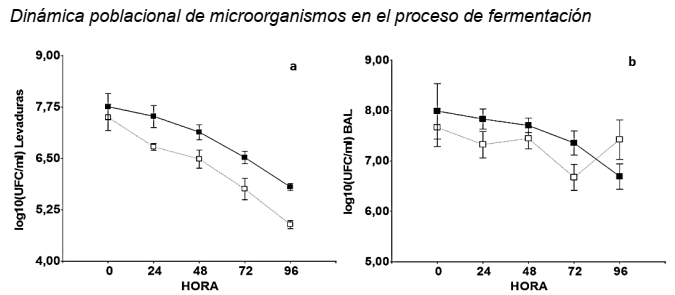 Dinámica poblacional de microorganismos en el proceso de fermentación
a
log10(UFC/ml) Levaduras
9,00
7,75
6,50
5,25
4,00
0 24 48 72 96
HORA
b
log10(UFC/ml) BAL
9,00
8,00
7,00
6,00
5,00
0 24 48 72 96
HORA